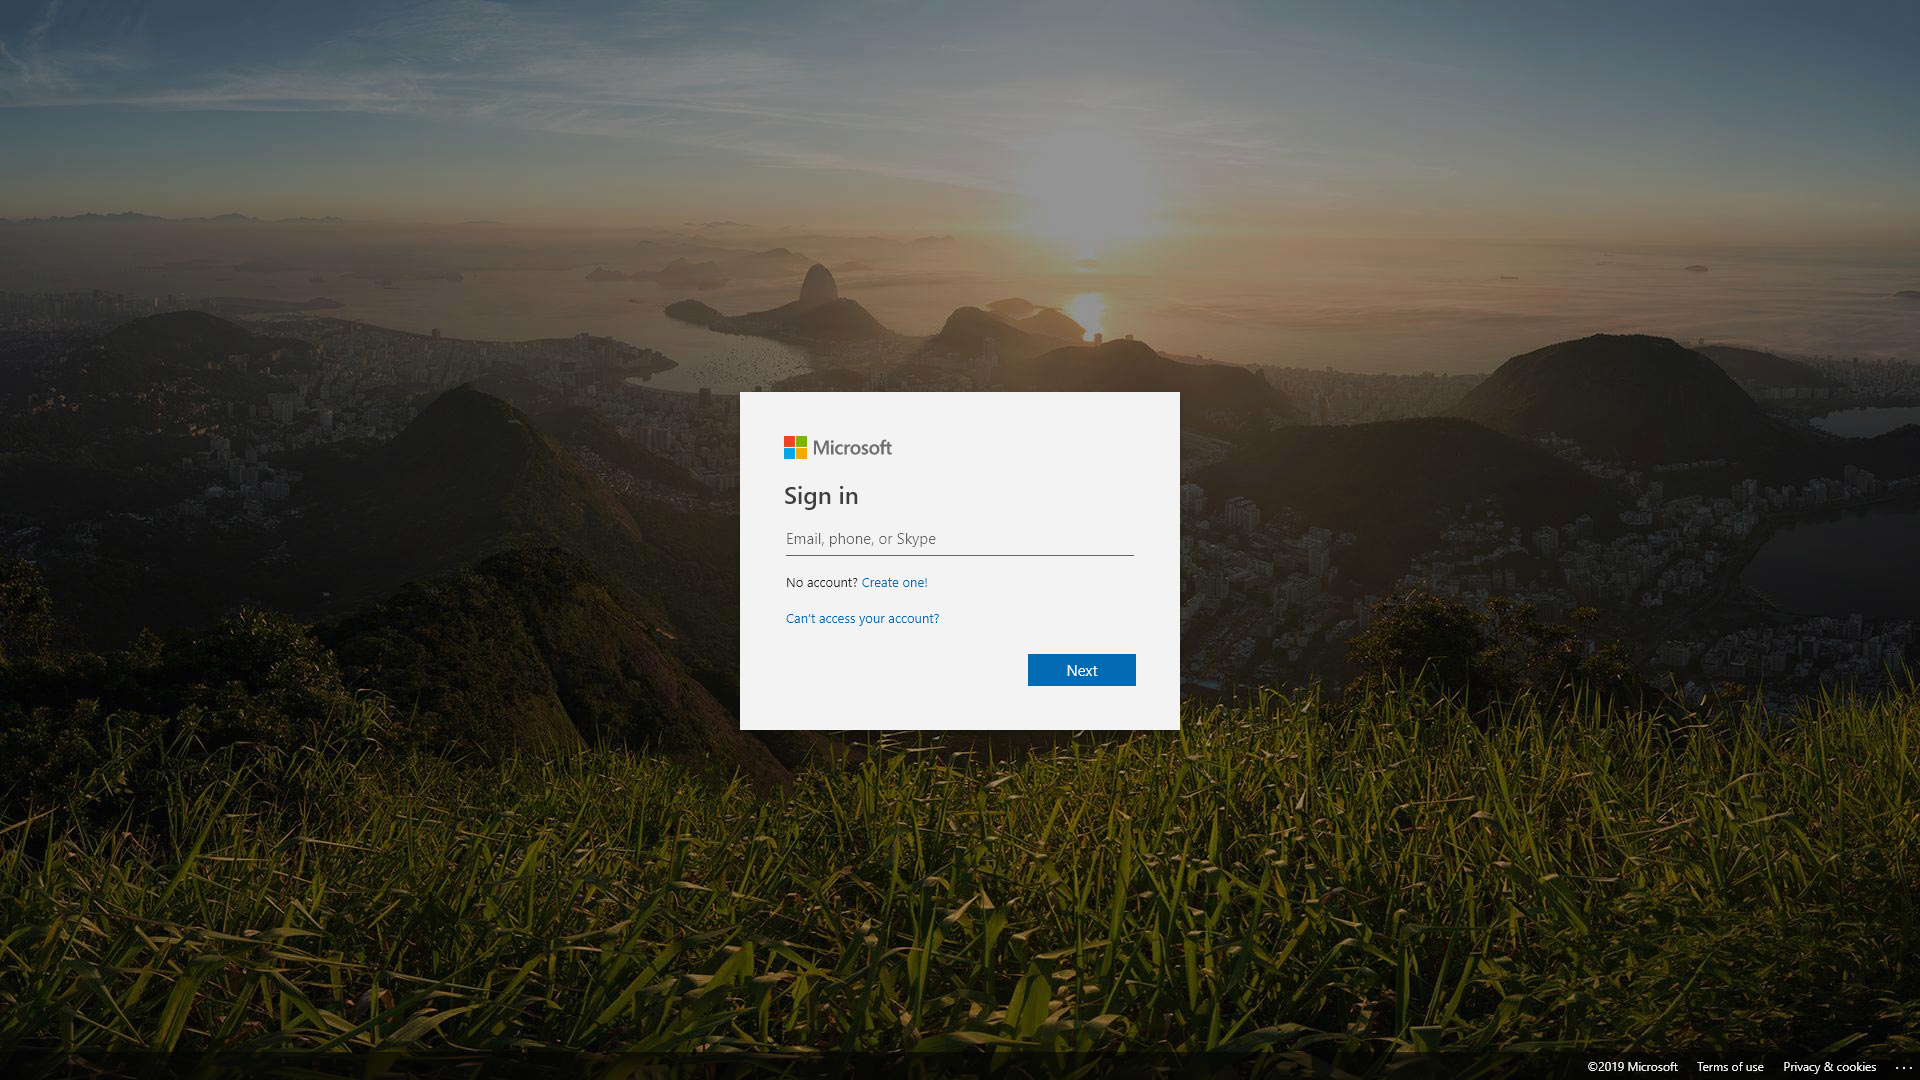 Microsoft
Sign in
Email, phone, or Skype
No account? Create one!
Can't access your account?
Next
©2019 Microsoft Terms of use Privacy & cookies ...